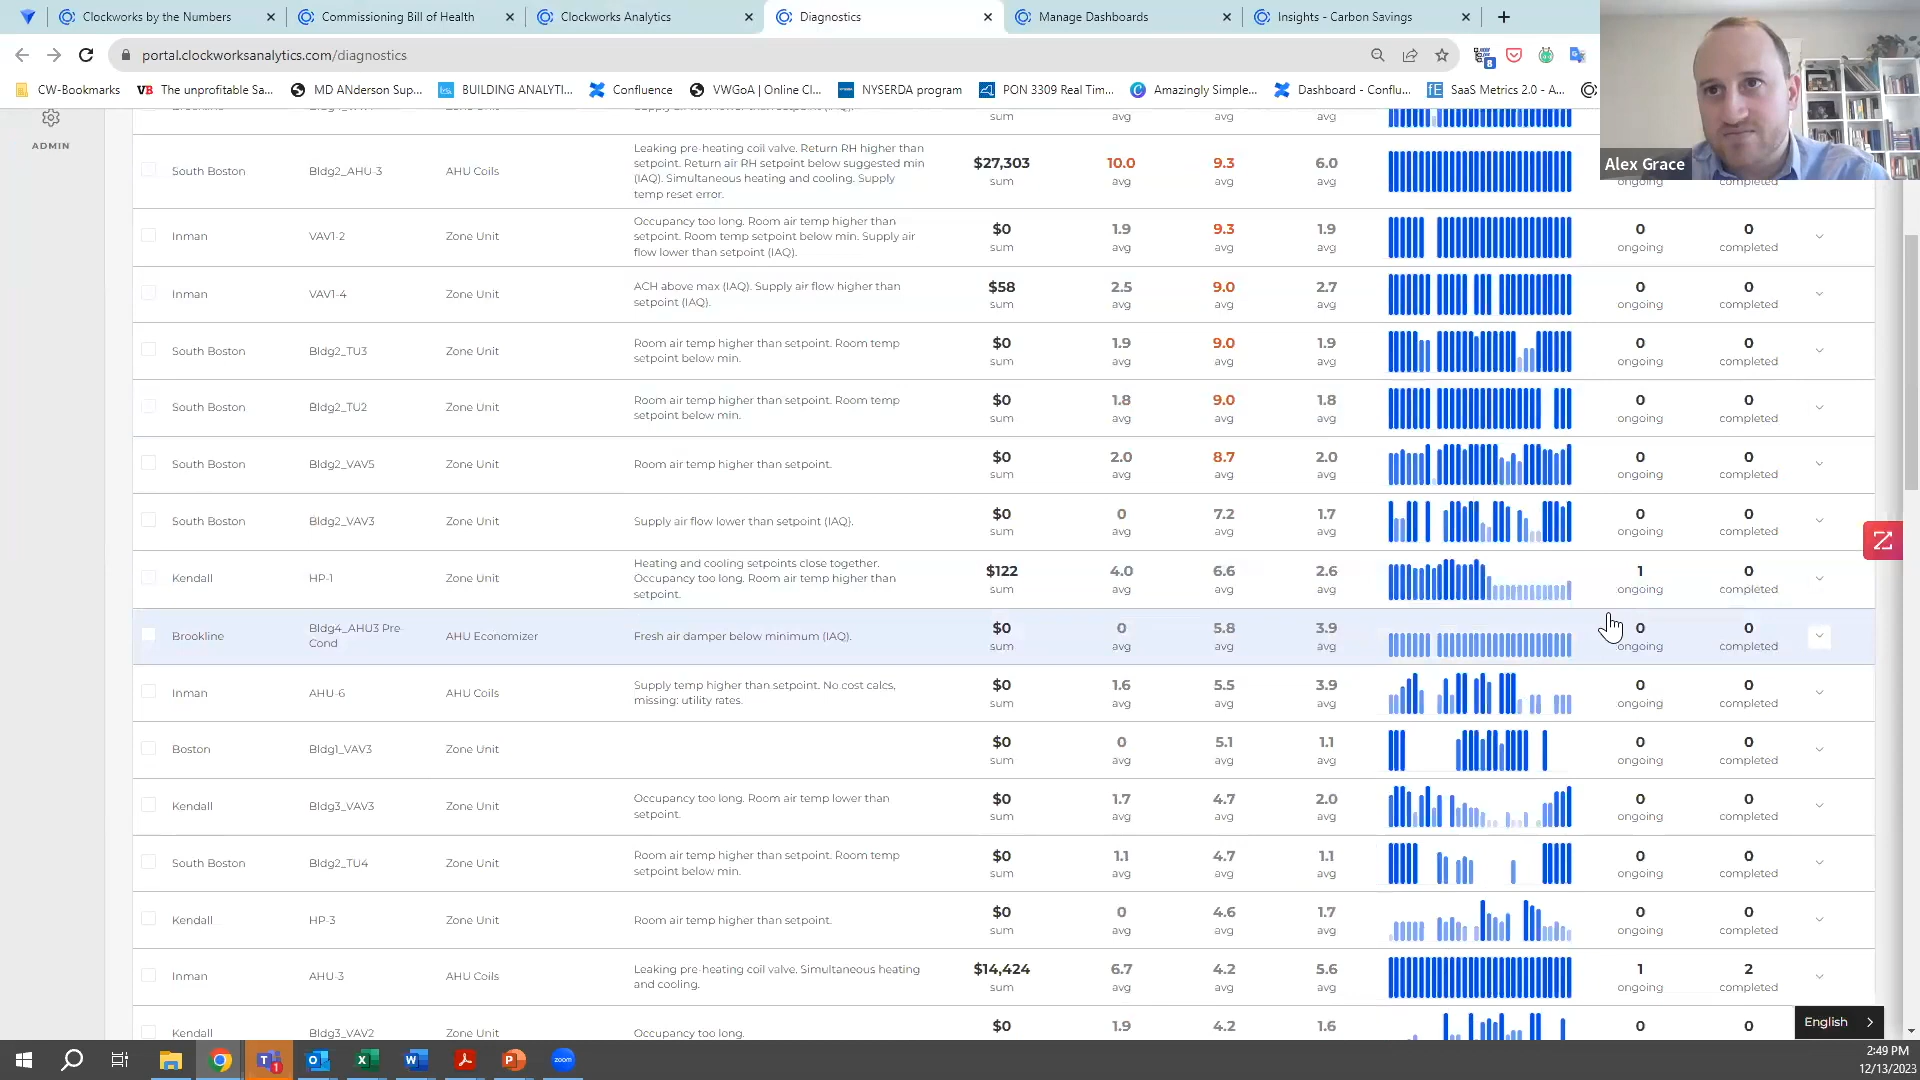 Clockworks by the Numbers
Commissioning Bill of Health
Clockworks Analytics
Diagnostics
Manage Dashboards
Insights - Carbon Savings
portal.clockworksanalytics.com/diagnostics
CW-Bookmarks
The unprofitable Sa...
MD ANderson Sup...
BUILDING ANALYTI...
Confluence
VWGoA | Online Cl...
NYSERDA program
PON 3309 Real Tim...
Amazingly Simple...
Dashboard - Conflu...
SaaS Metrics 2.0 - A...
Alex Grace
ADMIN
sum avg avg avg
South Boston Bldg2_AHU-3 AHU Coils
Leaking pre-heating coil valve. Return RH higher than
setpoint. Return air RH setpoint below suggested min
(IAQ). Simultaneous heating and cooling. Supply
temp reset error.
$27,303 10.0 9.3 6.0
sum avg avg avg ongoing completed
Inman VAV1-2 Zone Unit
Occupancy too long. Room air temp higher than
setpoint. Room temp setpoint below min. Supply air
flow lower than setpoint (IAQ).
$0 1.9 9.3 1.9 0 0
sum avg avg avg ongoing completed
Inman VAV1-4 Zone Unit
ACH above max (IAQ). Supply air flow higher than
setpoint (IAQ).
$58 2.5 9.0 2.7 0 0
sum avg avg avg ongoing completed
South Boston Bldg2_TU3 Zone Unit
Room air temp higher than setpoint. Room temp
setpoint below min.
$0 1.9 9.0 1.9 0 0
sum avg avg avg ongoing completed
South Boston Bldg2_TU2 Zone Unit
Room air temp higher than setpoint. Room temp
setpoint below min.
$0 1.8 9.0 1.8 0 0
sum avg avg avg ongoing completed
South Boston Bldg2_VAV5 Zone Unit
Room air temp higher than setpoint.
$0 2.0 8.7 2.0 0 0
sum avg avg avg ongoing completed
South Boston Bldg2_VAV3 Zone Unit
Supply air flow lower than setpoint (IAQ).
$0 0 7.2 1.7 0 0
sum avg avg avg ongoing completed
Kendall HP-1 Zone Unit
Heating and cooling setpoints close together.
Occupancy too long. Room air temp higher than
setpoint.
$122 4.0 6.6 2.6 1 0
sum avg avg avg ongoing completed
Brookline Bldg4_AHU3 Pre-
Cond
AHU Economizer
Fresh air damper below minimum (IAQ).
$0 0 5.8 3.9 0 0
sum avg avg avg ongoing completed
Inman AHU-6 AHU Coils
Supply temp higher than setpoint. No cost calcs,
missing: utility rates.
$0 1.6 5.5 3.9 0 0
sum avg avg avg ongoing completed
Boston Bldg1_VAV3 Zone Unit
$0 0 5.1 1.1 0 0
sum avg avg avg ongoing completed
Kendall Bldg3_VAV3 Zone Unit
Occupancy too long. Room air temp lower than
setpoint.
$0 1.7 4.7 2.0 0 0
sum avg avg avg ongoing completed
South Boston Bldg2_TU4 Zone Unit
Room air temp higher than setpoint. Room temp
setpoint below min.
$0 1.1 4.7 1.1 0 0
sum avg avg avg ongoing completed
Kendall HP-3 Zone Unit
Room air temp higher than setpoint.
$0 0 4.6 1.7 0 0
sum avg avg avg ongoing completed
Inman AHU-3 AHU Coils
Leaking pre-heating coil valve. Simultaneous heating
and cooling.
$14,424 6.7 4.2 5.6 1 2
sum avg avg avg ongoing completed
Kendall Bldg3_VAV2 Zone Unit
Occupancy too long.
$0 1.9 4.2 1.6 0 0
English
2:49 PM
12/13/2023